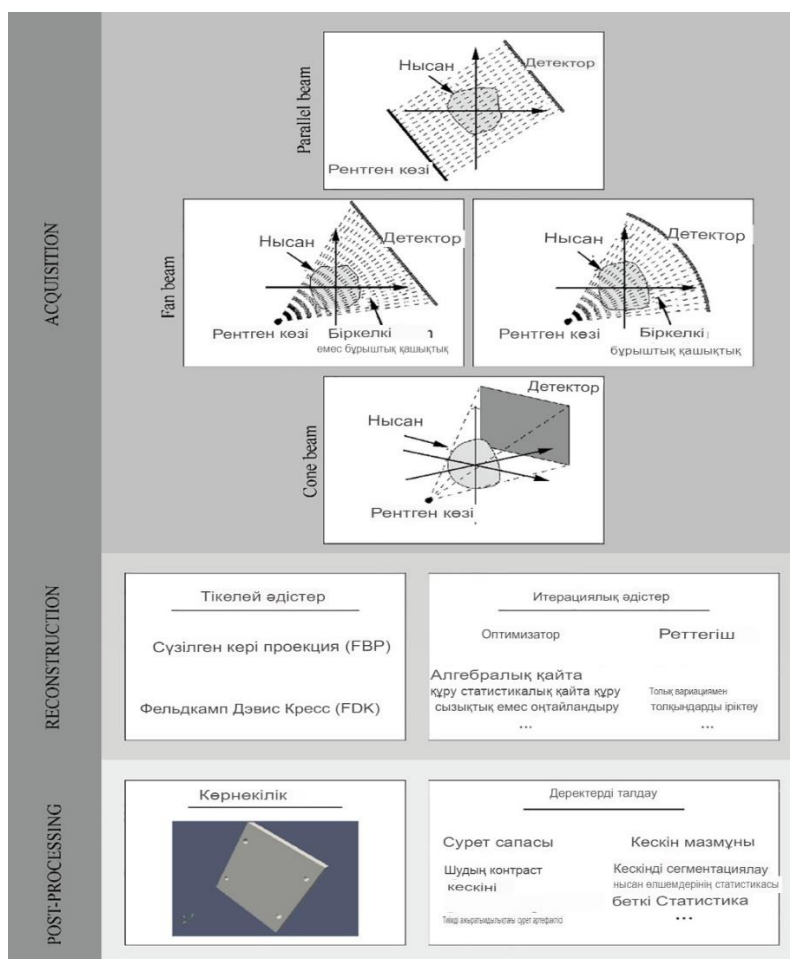 ACQUISITION
Parallel beam
Нысан
Детектор
Рентген көзі
Fan beam
Нысан
Детектор
Рентген көзі
Біркелкі
емес бұрыштық қашықтық
Нысан
Детектор
Рентген көзі
Біркелкі
бұрыштық қашықтық
Cone beam
Детектор
Нысан
Рентген көзі
RECONSTRUCTION
Тікелей әдістер
Сүзілген кері проекция (FBP)
Фельдкамп Дэвис Кресс (FDK)
Итерациялық әдістер
Оптимизатор
Алгебралық қайта
құру статистикалық қайта құру
сызықтық емес оңтайландыру
...
Реттегіш
Толық вариациямен
толқындарды іріктеу
...
POST-PROCESSING
Көрнекілік
Деректерді талдау
Сурет сапасы
Шудың контраст
кескіні
Тиімді ажыратымдылықтағы сурет артефактісі
Кескін мазмұны
Кескінді сегментациялау
нысан өлшемдерінің статистикасы
беткі Статистика
...